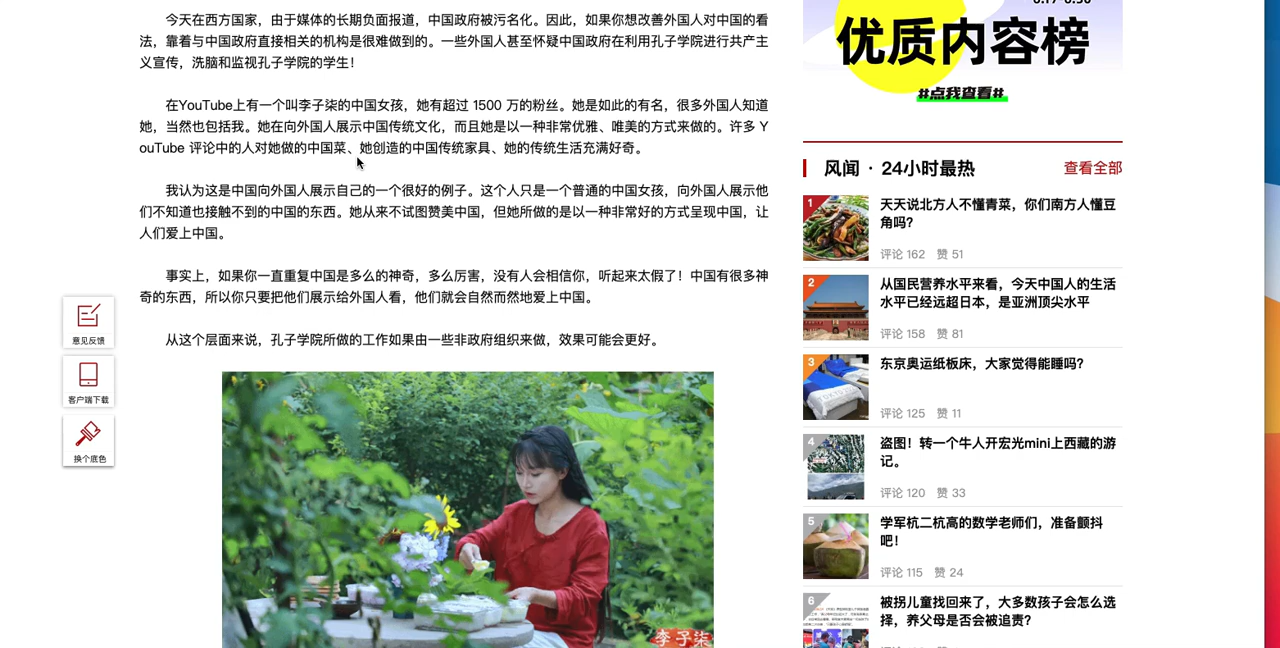 今天在西方国家，由于媒体的长期负面报道，中国政府被污名化。因此，如果你想改善外国人对中国的看
法，靠着与中国政府直接相关的机构是很难做到的。一些外国人甚至怀疑中国政府在利用孔子学院进行共产主
义宣传，洗脑和监视孔子学院的学生！
在YouTube上有一个叫李子柒的中国女孩，她有超过 1500 万的粉丝。她是如此的有名，很多外国人知道
她，当然也包括我。她在向外国人展示中国传统文化，而且她是以一种非常优雅、唯美的方式来做的。许多 Y
ouTube 评论中的人对她做的中国菜、她创造的中国传统家具、她的传统生活充满好奇。
我认为这是中国向外国人展示自己的一个很好的例子。这个人只是一个普通的中国女孩，向外国人展示他
们不知道也接触不到的中国的东西。她从来不试图赞美中国，但她所做的是以一种非常好的方式呈现中国，让
人们爱上中国。
事实上，如果你一直重复中国是多么的神奇，多么厉害，没有人会相信你，听起来太假了！中国有很多神
奇的东西，所以你只要把他们展示给外国人看，他们就会自然而然地爱上中国。
从这个层面来说，孔子学院所做的工作如果由一些非政府组织来做，效果可能会更好。
李子柒
意见反馈
客户端下载
换个底色
优质内容榜
#点我查看#
风闻 · 24小时最热
查看全部
1
天天说北方人不懂青菜，你们南方人懂豆
角吗？
评论 162 赞 51
2
从国民营养水平来看，今天中国人的生活
水平已经远超日本，是亚洲顶尖水平
评论 158 赞 81
3
东京奥运纸板床，大家觉得能睡吗？
评论 125 赞 11
4
盗图！转一个牛人开宏光mini上西藏的游
记。
评论 120 赞 33
5
学军杭二杭高的数学老师们，准备颤抖
吧！
评论 115 赞 24
6
被拐儿童找回来了，大多数孩子会怎么选
择，养父母是否会被追责？